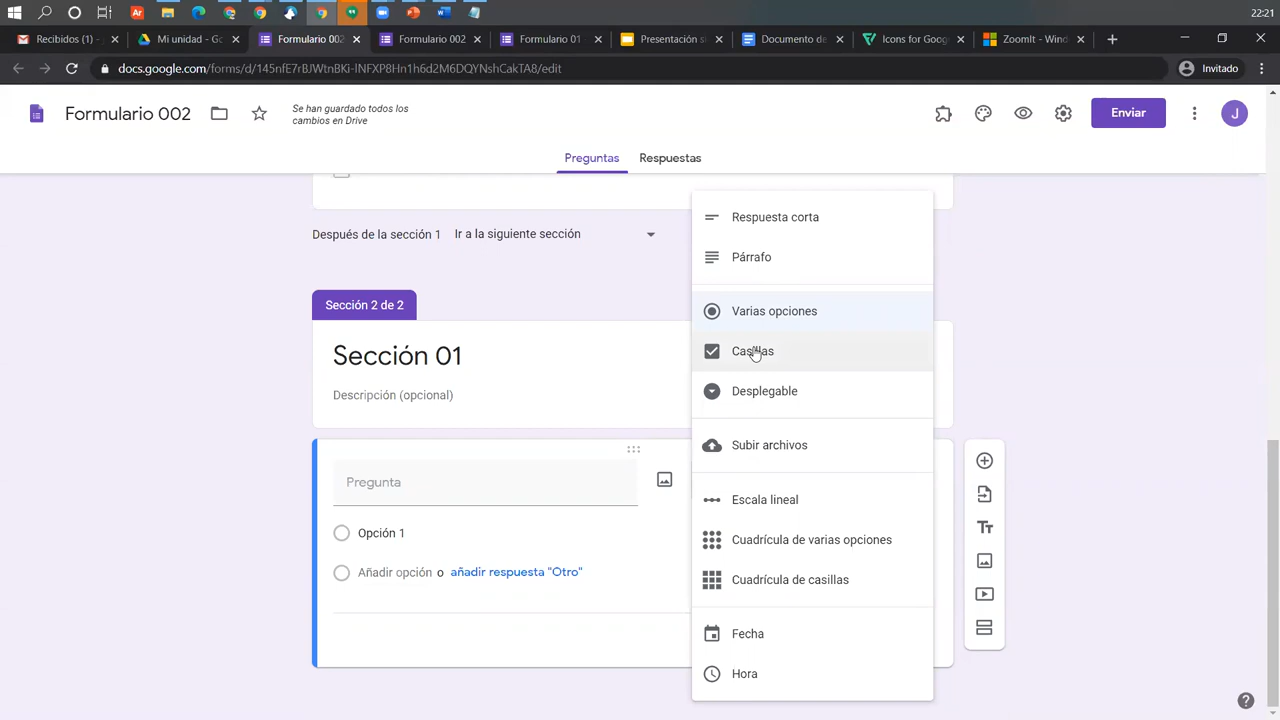 22:21
Recibidos (1) -
Mi unidad - Go
Formulario 002
Formulario 002
Formulario 01
Presentación si
Documento de
Icons for Goog
ZoomIt - Wind
docs.google.com/forms/d/145nfE7rBJWtnBKi-INFXP8Hn1h6d2M6DQYNshCakTA8/edit
Invitado
Formulario 002
Se han guardado todos los
cambios en Drive
Enviar
J
Preguntas
Respuestas
Respuesta corta
Después de la sección 1
Ir a la siguiente sección
Párrafo
Sección 2 de 2
Varias opciones
Sección 01
Casillas
Descripción (opcional)
Desplegable
Subir archivos
Pregunta
Escala lineal
Opción 1
Cuadrícula de varias opciones
Añadir opción o añadir respuesta "Otro"
Cuadrícula de casillas
Fecha
Hora